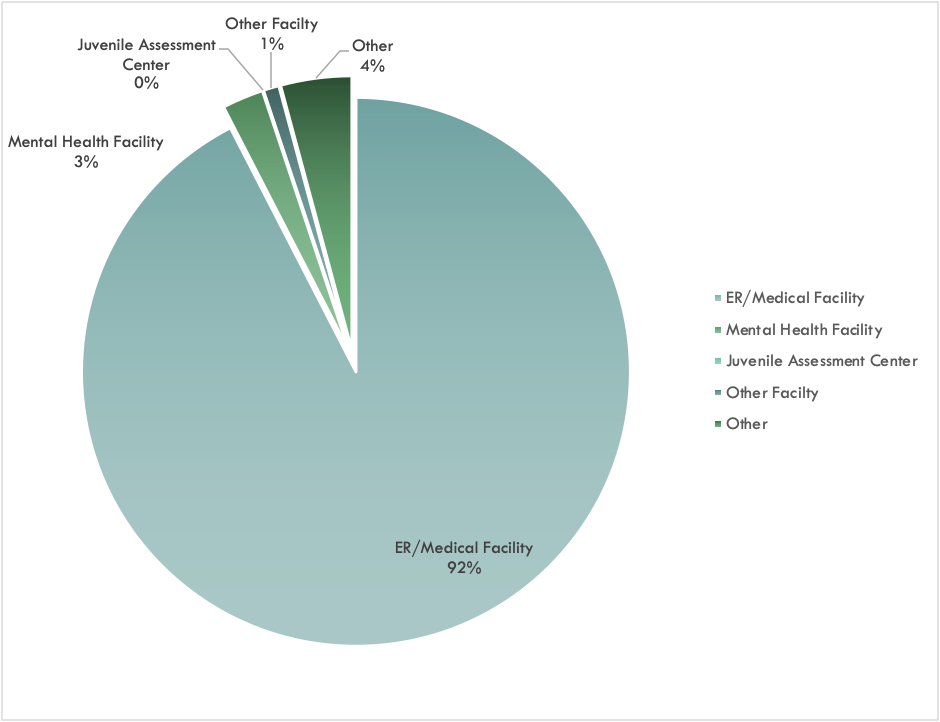 Other Facilty
1%
Juvenile Assessment
Center
0%
Other
4%
Mental Health Facility
3%
ER/Medical Facility
92%
ER/Medical Facility
Mental Health Facility
Juvenile Assessment Center
Other Facilty
Other